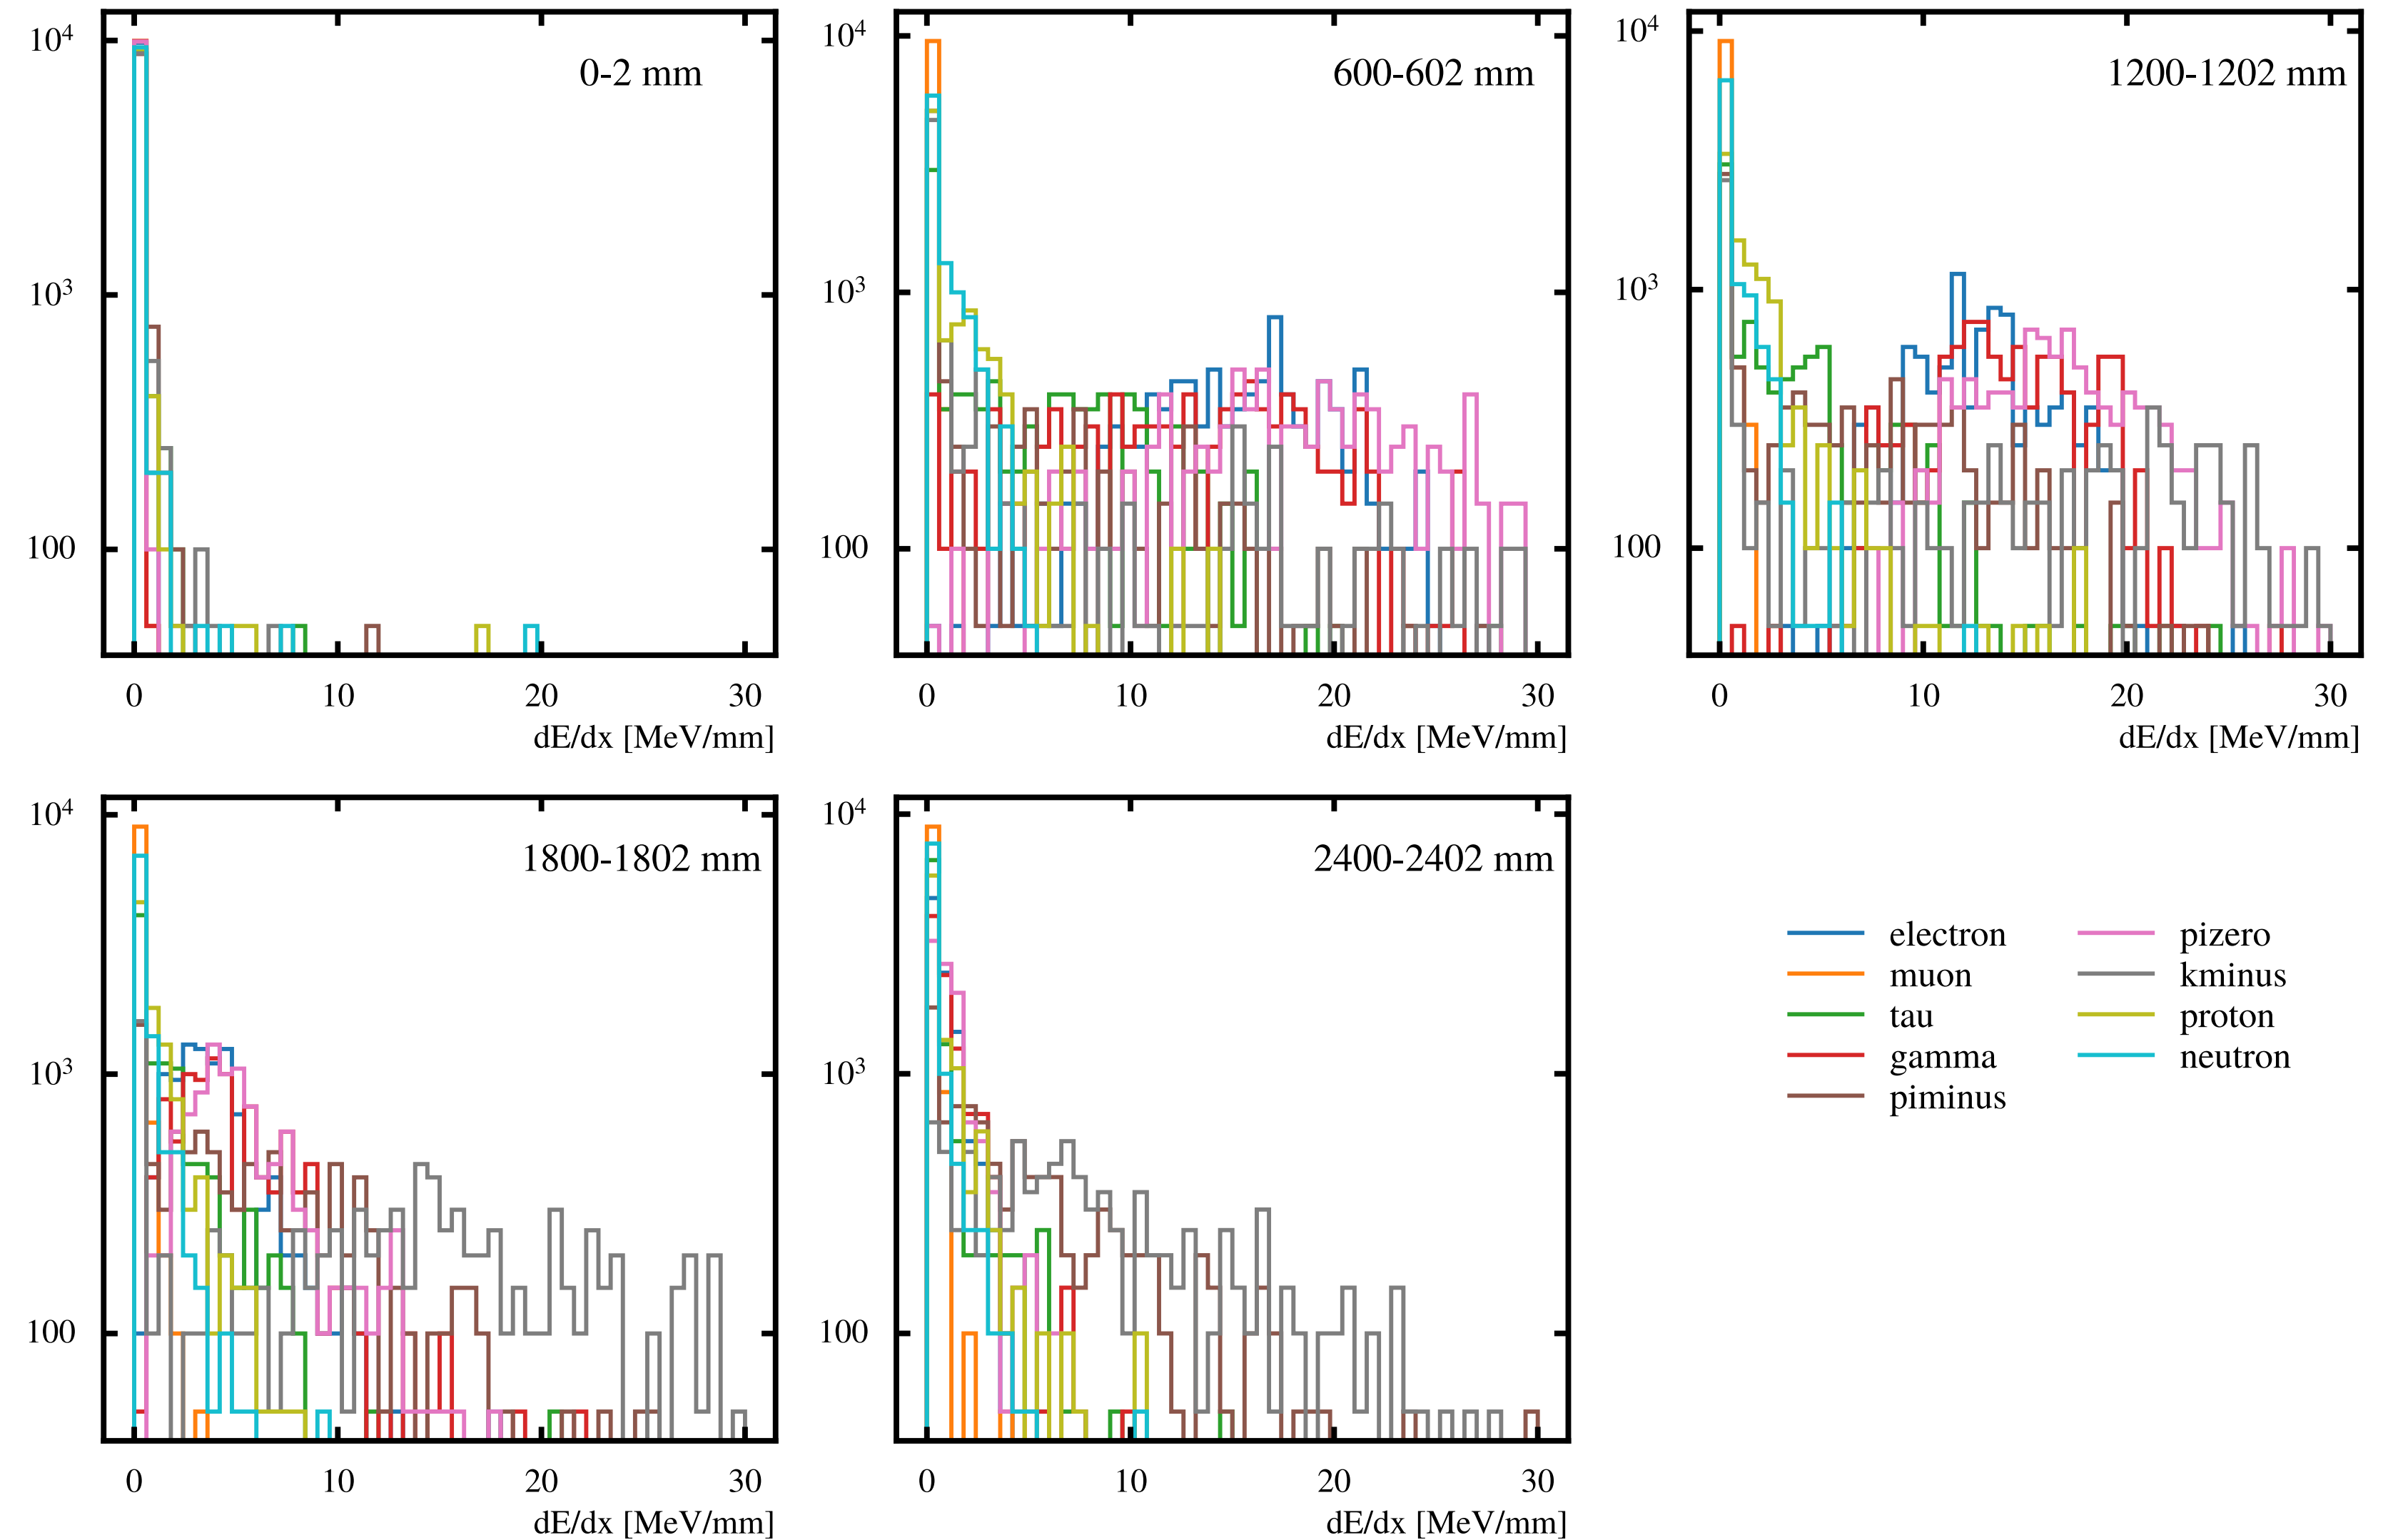 10⁴
10³
100
0-2 mm
0 10 20 30
dE/dx [MeV/mm]
10⁴
10³
100
600-602 mm
0 10 20 30
dE/dx [MeV/mm]
10⁴
10³
100
1200-1202 mm
0 10 20 30
dE/dx [MeV/mm]
10⁴
10³
100
1800-1802 mm
0 10 20 30
dE/dx [MeV/mm]
10⁴
10³
100
2400-2402 mm
0 10 20 30
dE/dx [MeV/mm]
electron
muon
tau
gamma
piminus
pizero
kminus
proton
neutron